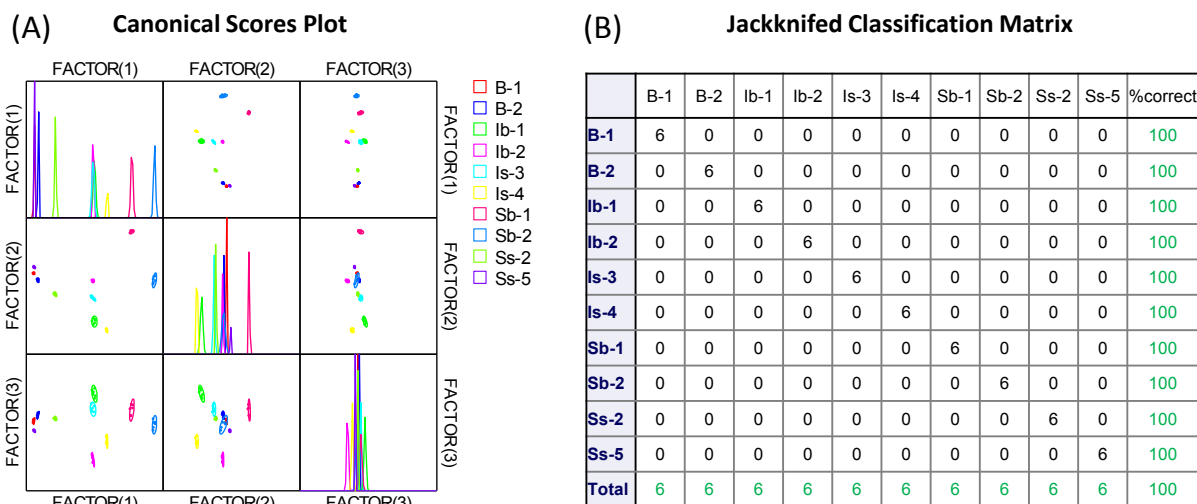 (A) Canonical Scores Plot
FACTOR(1) FACTOR(2) FACTOR(3)
FACTOR(1)
FACTOR(2)
FACTOR(3)
FACTOR(1)
FACTOR(2)
FACTOR(3)
FACTOR(1) FACTOR(2) FACTOR(3)
B-1
B-2
Ib-1
Ib-2
Is-3
Is-4
Sb-1
Sb-2
Ss-2
Ss-5
(B) Jackknifed Classification Matrix
B-1 B-2 Ib-1 Ib-2 Is-3 Is-4 Sb-1 Sb-2 Ss-2 Ss-5 %correct
B-1 6 0 0 0 0 0 0 0 0 0 100
B-2 0 6 0 0 0 0 0 0 0 0 100
Ib-1 0 0 6 0 0 0 0 0 0 0 100
Ib-2 0 0 0 6 0 0 0 0 0 0 100
Is-3 0 0 0 0 6 0 0 0 0 0 100
Is-4 0 0 0 0 0 6 0 0 0 0 100
Sb-1 0 0 0 0 0 0 6 0 0 0 100
Sb-2 0 0 0 0 0 0 0 6 0 0 100
Ss-2 0 0 0 0 0 0 0 0 6 0 100
Ss-5 0 0 0 0 0 0 0 0 0 6 100
Total 6 6 6 6 6 6 6 6 6 6 100